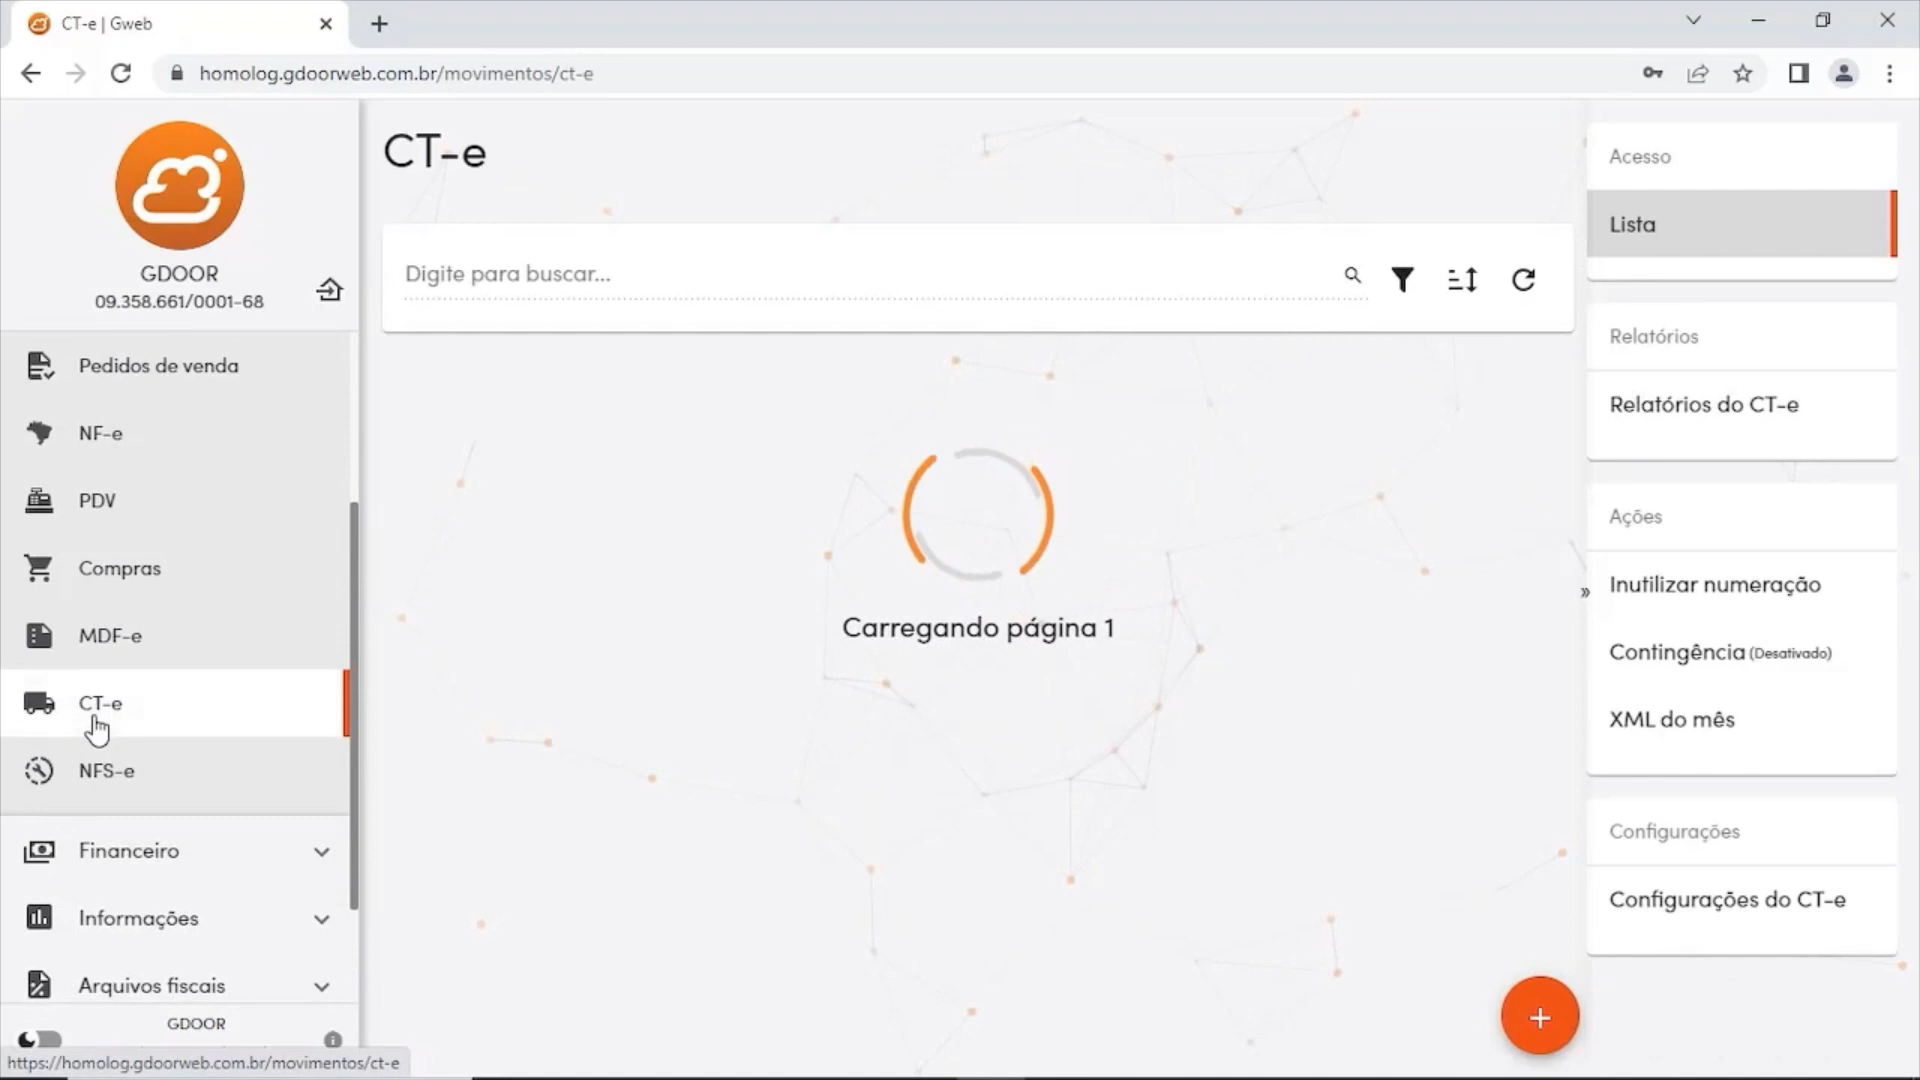 CT-e | Gweb
homolog.gdoorweb.com.br/movimentos/ct-e
GDOOR
09.358.661/0001-68
Pedidos de venda
NF-e
PDV
Compras
MDF-e
CT-e
NFS-e
Financeiro
Informações
Arquivos fiscais
GDOOR
https://homolog.gdoorweb.com.br/movimentos/ct-e
CT-e
Digite para buscar...
Carregando página 1
Acesso
Lista
Relatórios
Relatórios do CT-e
Ações
Inutilizar numeração
Contingência (Desativado)
XML do mês
Configurações
Configurações do CT-e